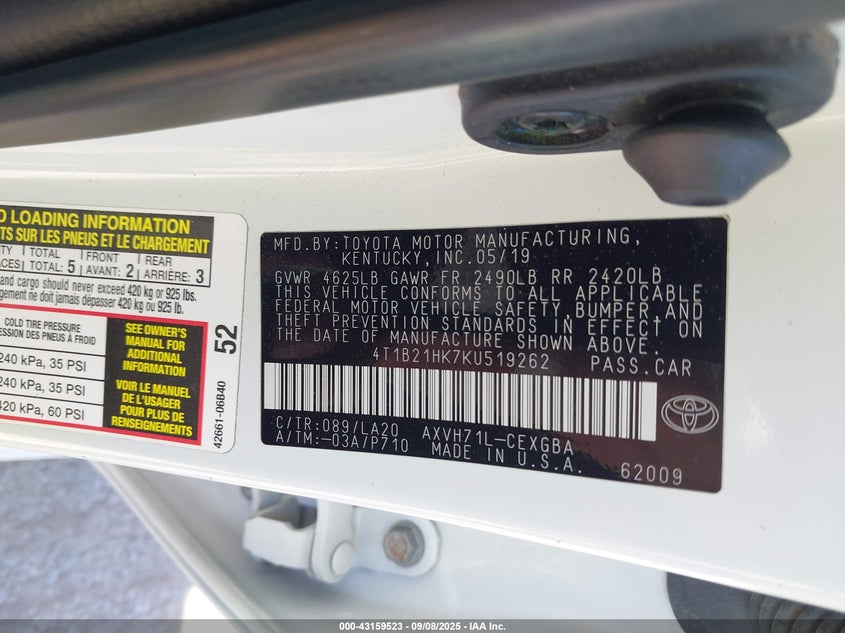 D LOADING INFORMATION
TS SUR LES PNEUS ET LE CHARGEMENT
ITY TOTAL FRONT REAR
ACES TOTAL: 5 AVANT: 2 ARRIÈRE: 3
and cargo should never exceed 420 kg or 925 lbs.
rgement ne doit jamais dépasser 420 kg ou 925 lb.
COLD TIRE PRESSURE
ESSION DES PNEUS À FROID
240 kPa, 35 PSI
240 kPa, 35 PSI
420 kPa, 60 PSI
SEE OWNER'S
MANUAL FOR
ADDITIONAL
INFORMATION
VOIR LE MANUEL
DE L'USAGER
POUR PLUS DE
RENSEIGNEMENTS
52
42661-06B40
MFD.BY:TOYOTA MOTOR MANUFACTURING,
KENTUCKY, INC.05/19
GVWR 4625LB GAWR FR 2490LB RR 2420LB
THIS VEHICLE CONFORMS TO ALL APPLICABLE
FEDERAL MOTOR VEHICLE SAFETY,BUMPER,AND
THEFT PREVENTION STANDARDS IN EFFECT ON
THE DATE OF MANUFACTURE SHOWN ABOVE.
4T1B21HK7KU519262 PASS.CAR
C/TR:089/LA20 AXVH71L-CEXGBA
A/TM:-03A/P710 MADE IN U.S.A.
62009
000-43159523 - 09/08/2025 - IAA Inc.